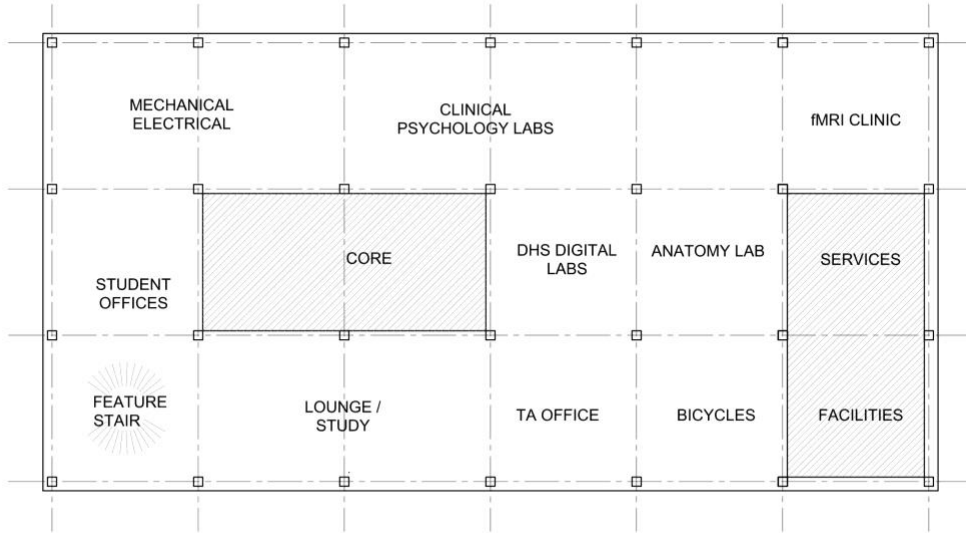 MECHANICAL
ELECTRICAL
CLINICAL
PSYCHOLOGY LABS
fMRI CLINIC
CORE
DHS DIGITAL
LABS
ANATOMY LAB
SERVICES
STUDENT
OFFICES
FEATURE
STAIR
LOUNGE /
STUDY
TA OFFICE
BICYCLES
FACILITIES